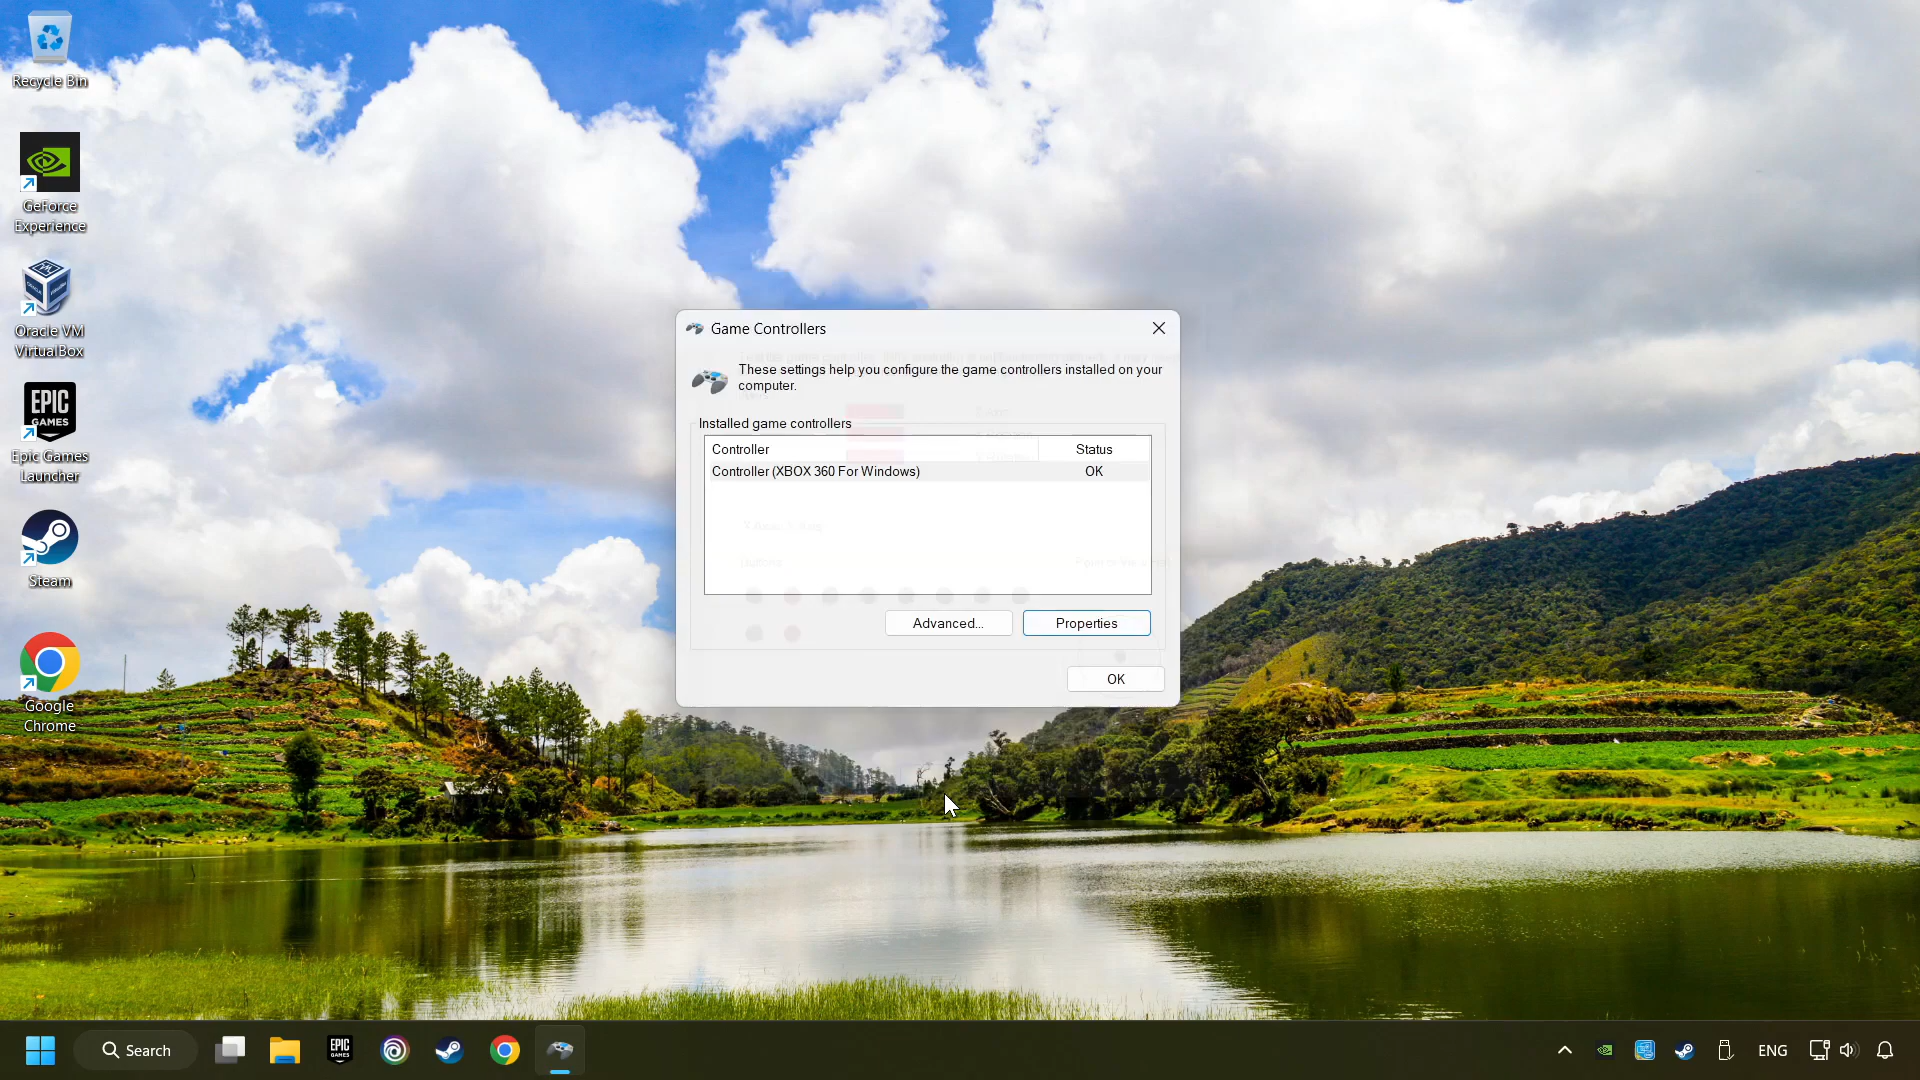 Recycle Bin
GeForce
Experience
Oracle VM
VirtualBox
EPIC
GAMES
Epic Games
Launcher
Steam
Google
Chrome
Game Controllers
These settings help you configure the game controllers installed on your
computer.
Installed game controllers
Controller Status
Controller (XBOX 360 For Windows) OK
Advanced... Properties
OK
Search
EPIC
GAMES
ENG